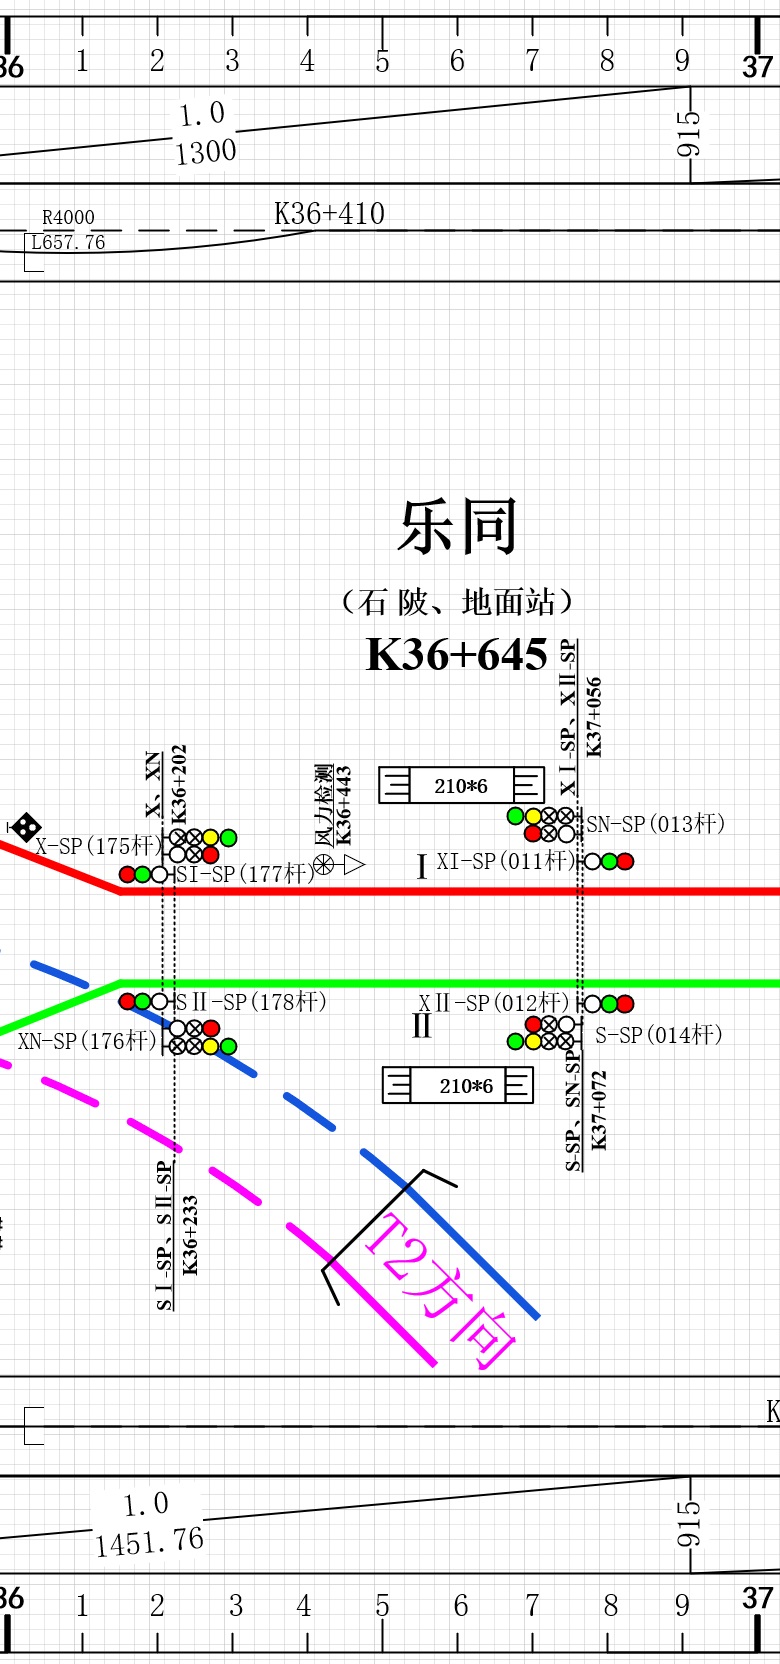 36 1 2 3 4 5 6 7 8 9 37
1.0
1300
915
R4000
K36+410
L657.76
乐同
(石 陂、地面站)
K36+645
XⅠ-SP、XⅡ-SP
K37+056
X、XN
K36+202
风力检测
K36+443
210*6
SN-SP(013杆)
X-SP(175杆)
SI-SP(177杆)
Ⅰ
XI-SP(011杆)
SⅡ-SP(178杆)
XⅡ-SP(012杆)
XN-SP(176杆)
Ⅱ
S-SP(014杆)
210*6
S-SP、SN-SP
K37+072
SⅠ-SP、SⅡ-SP
K36+233
T2方向
K
1.0
1451.76
915
36 1 2 3 4 5 6 7 8 9 37